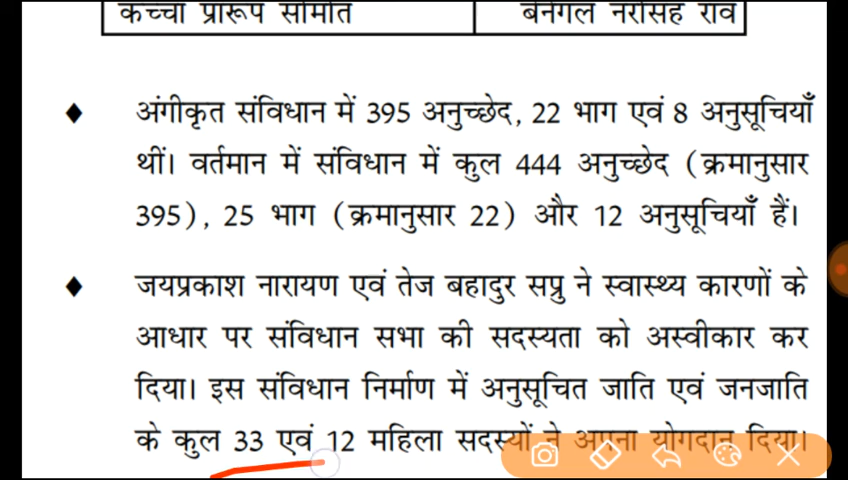 कच्चा प्रारूप समिति बेनेगल नरसिंह राव
अंगीकृत संविधान में 395 अनुच्छेद, 22 भाग एवं 8 अनुसूचियाँ
थीं। वर्तमान में संविधान में कुल 444 अनुच्छेद (क्रमानुसार
395), 25 भाग (क्रमानुसार 22) और 12 अनुसूचियाँ हैं।
जयप्रकाश नारायण एवं तेज बहादुर सप्रु ने स्वास्थ्य कारणों के
आधार पर संविधान सभा की सदस्यता को अस्वीकार कर
दिया। इस संविधान निर्माण में अनुसूचित जाति एवं जनजाति
के कुल 33 एवं 12 महिला सदस्यों ने अपना योगदान दिया।